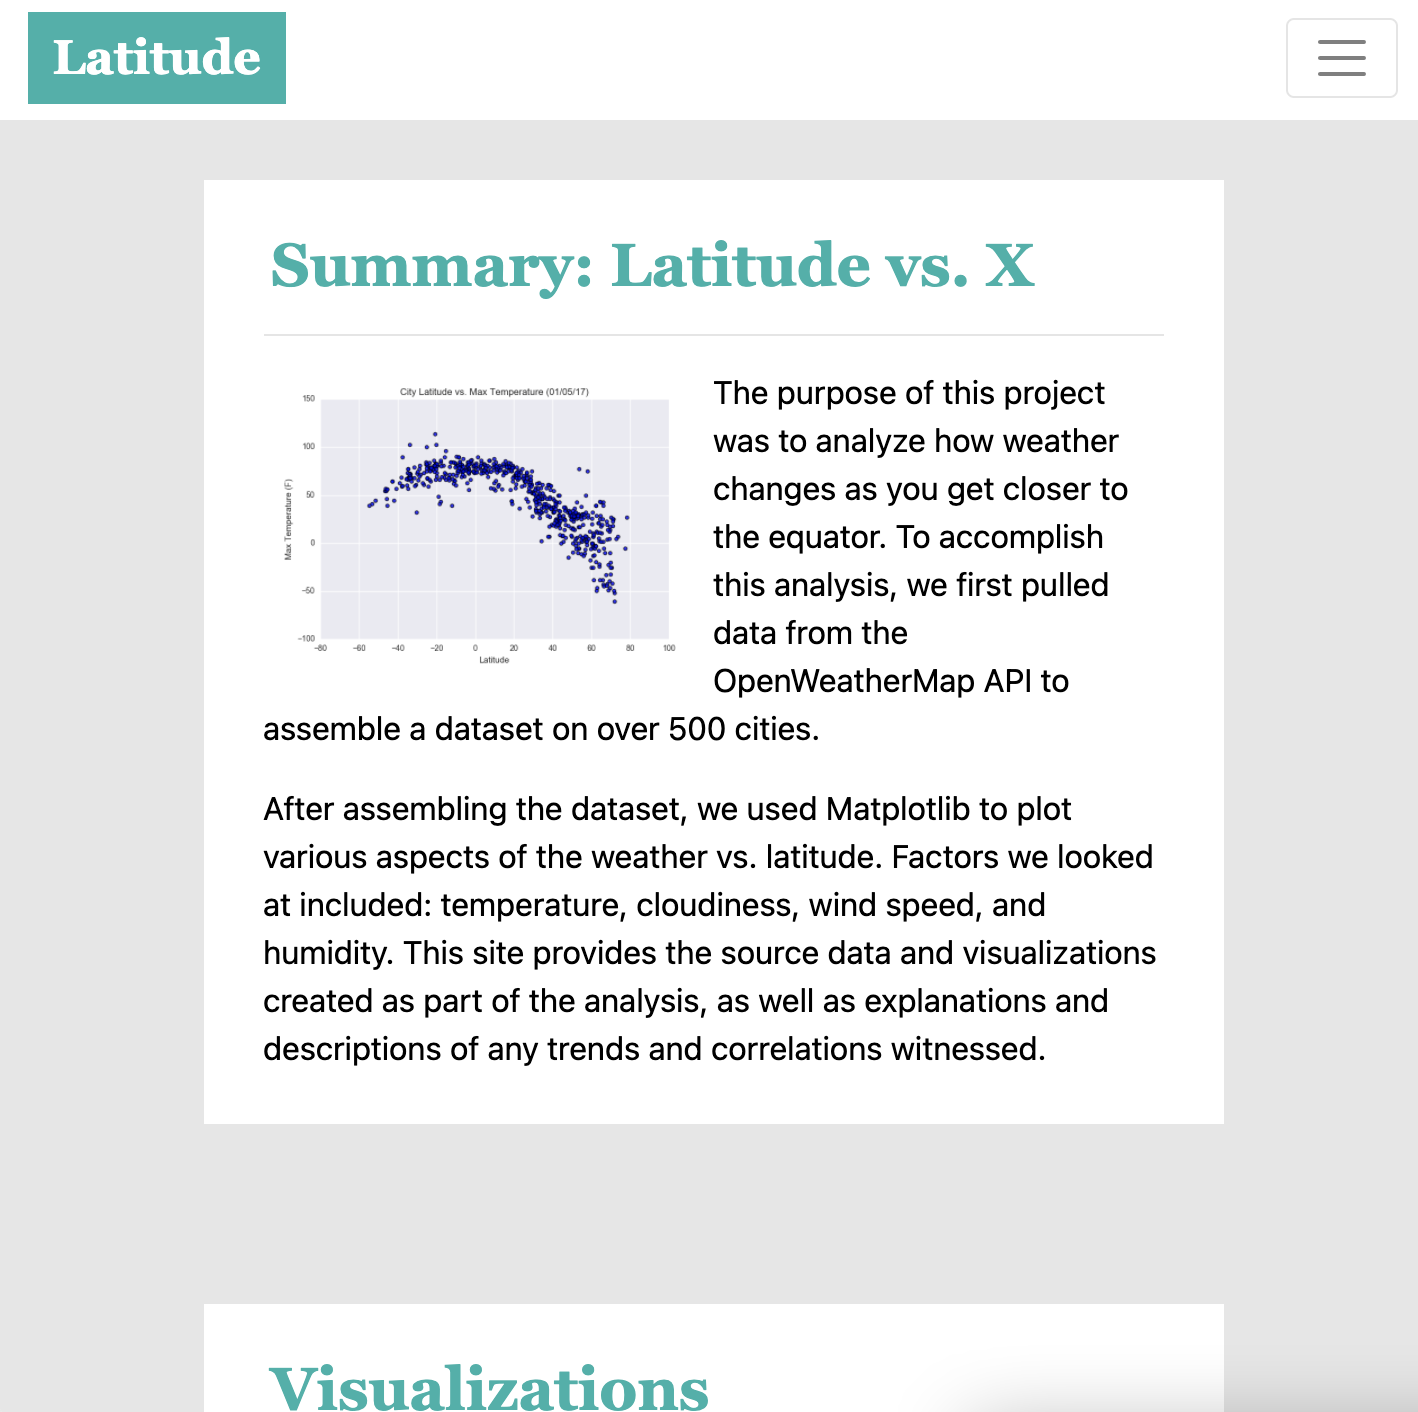 Latitude
Summary: Latitude vs. X
City Latitude vs. Max Temperature (01/05/17)
150
100
50
0
−50
−100
Max Temperature (F)
−80 −60 −40 −20 0 20 40 60 80 100
Latitude
The purpose of this project
was to analyze how weather
changes as you get closer to
the equator. To accomplish
this analysis, we first pulled
data from the
OpenWeatherMap API to
assemble a dataset on over 500 cities.
After assembling the dataset, we used Matplotlib to plot
various aspects of the weather vs. latitude. Factors we looked
at included: temperature, cloudiness, wind speed, and
humidity. This site provides the source data and visualizations
created as part of the analysis, as well as explanations and
descriptions of any trends and correlations witnessed.
Visualizations